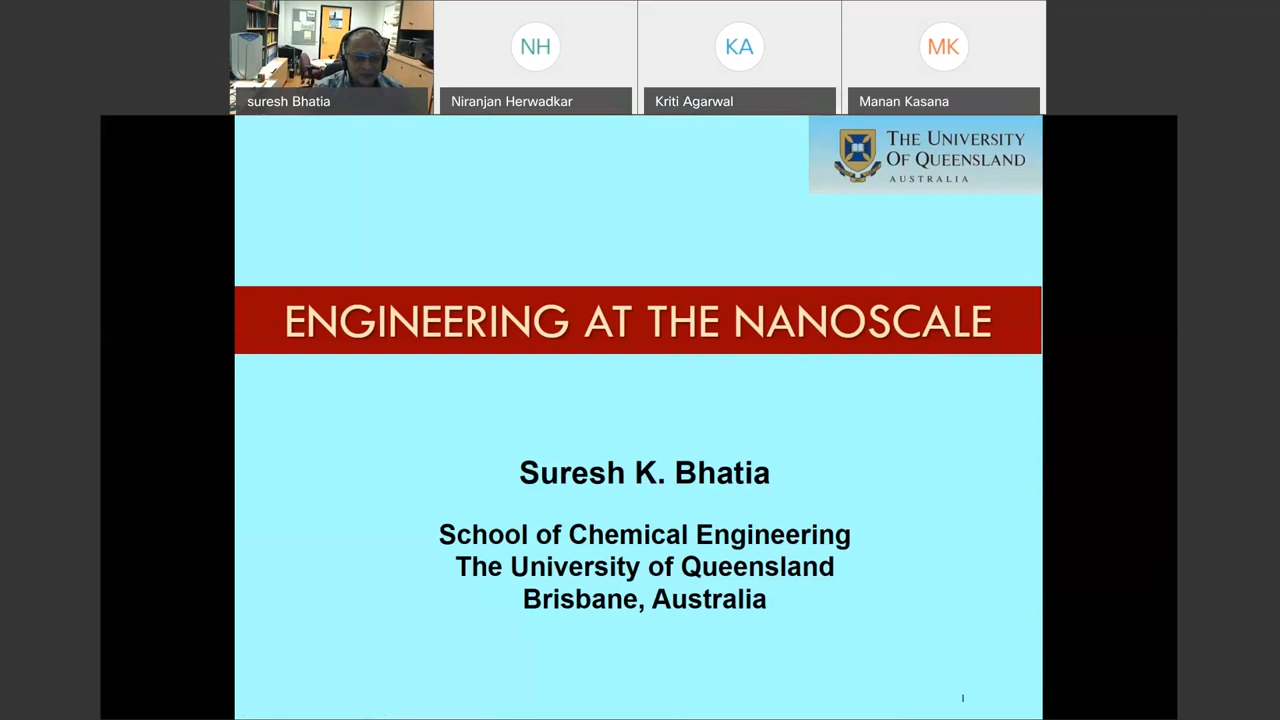 NH
KA
MK
suresh Bhatia
Niranjan Herwadkar
Kriti Agarwal
Manan Kasana
THE UNIVERSITY
OF QUEENSLAND
AUSTRALIA
ENGINEERING AT THE NANOSCALE
Suresh K. Bhatia
School of Chemical Engineering
The University of Queensland
Brisbane, Australia
1